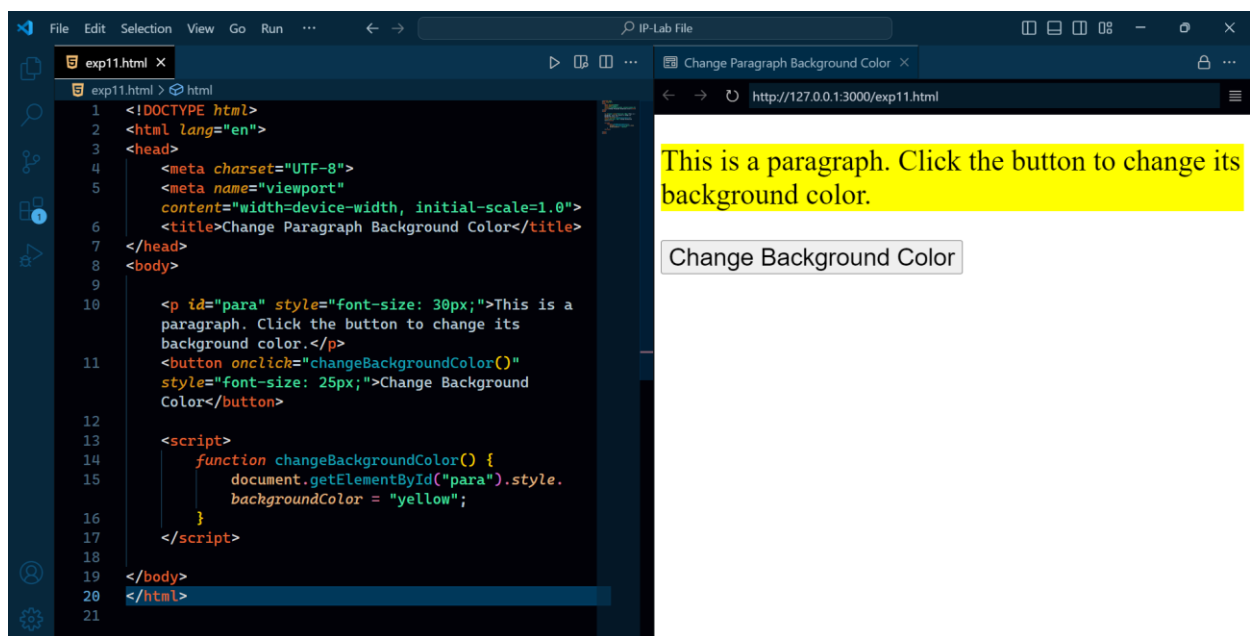 File Edit Selection View Go Run ··· ← → IP-Lab File
exp11.html ×
exp11.html > html
1 <!DOCTYPE html>
2 <html lang="en">
3 <head>
4 <meta charset="UTF-8">
5 <meta name="viewport"
content="width=device-width, initial-scale=1.0">
6 <title>Change Paragraph Background Color</title>
7 </head>
8 <body>
9
10 <p id="para" style="font-size: 30px;">This is a
paragraph. Click the button to change its
background color.</p>
11 <button onclick="changeBackgroundColor()"
style="font-size: 25px;">Change Background
Color</button>
12
13 <script>
14 function changeBackgroundColor() {
15 document.getElementById("para").style.
backgroundColor = "yellow";
16 }
17 </script>
18
19 </body>
20 </html>
21
1
Change Paragraph Background Color ×
http://127.0.0.1:3000/exp11.html
This is a paragraph. Click the button to change its
background color.
Change Background Color